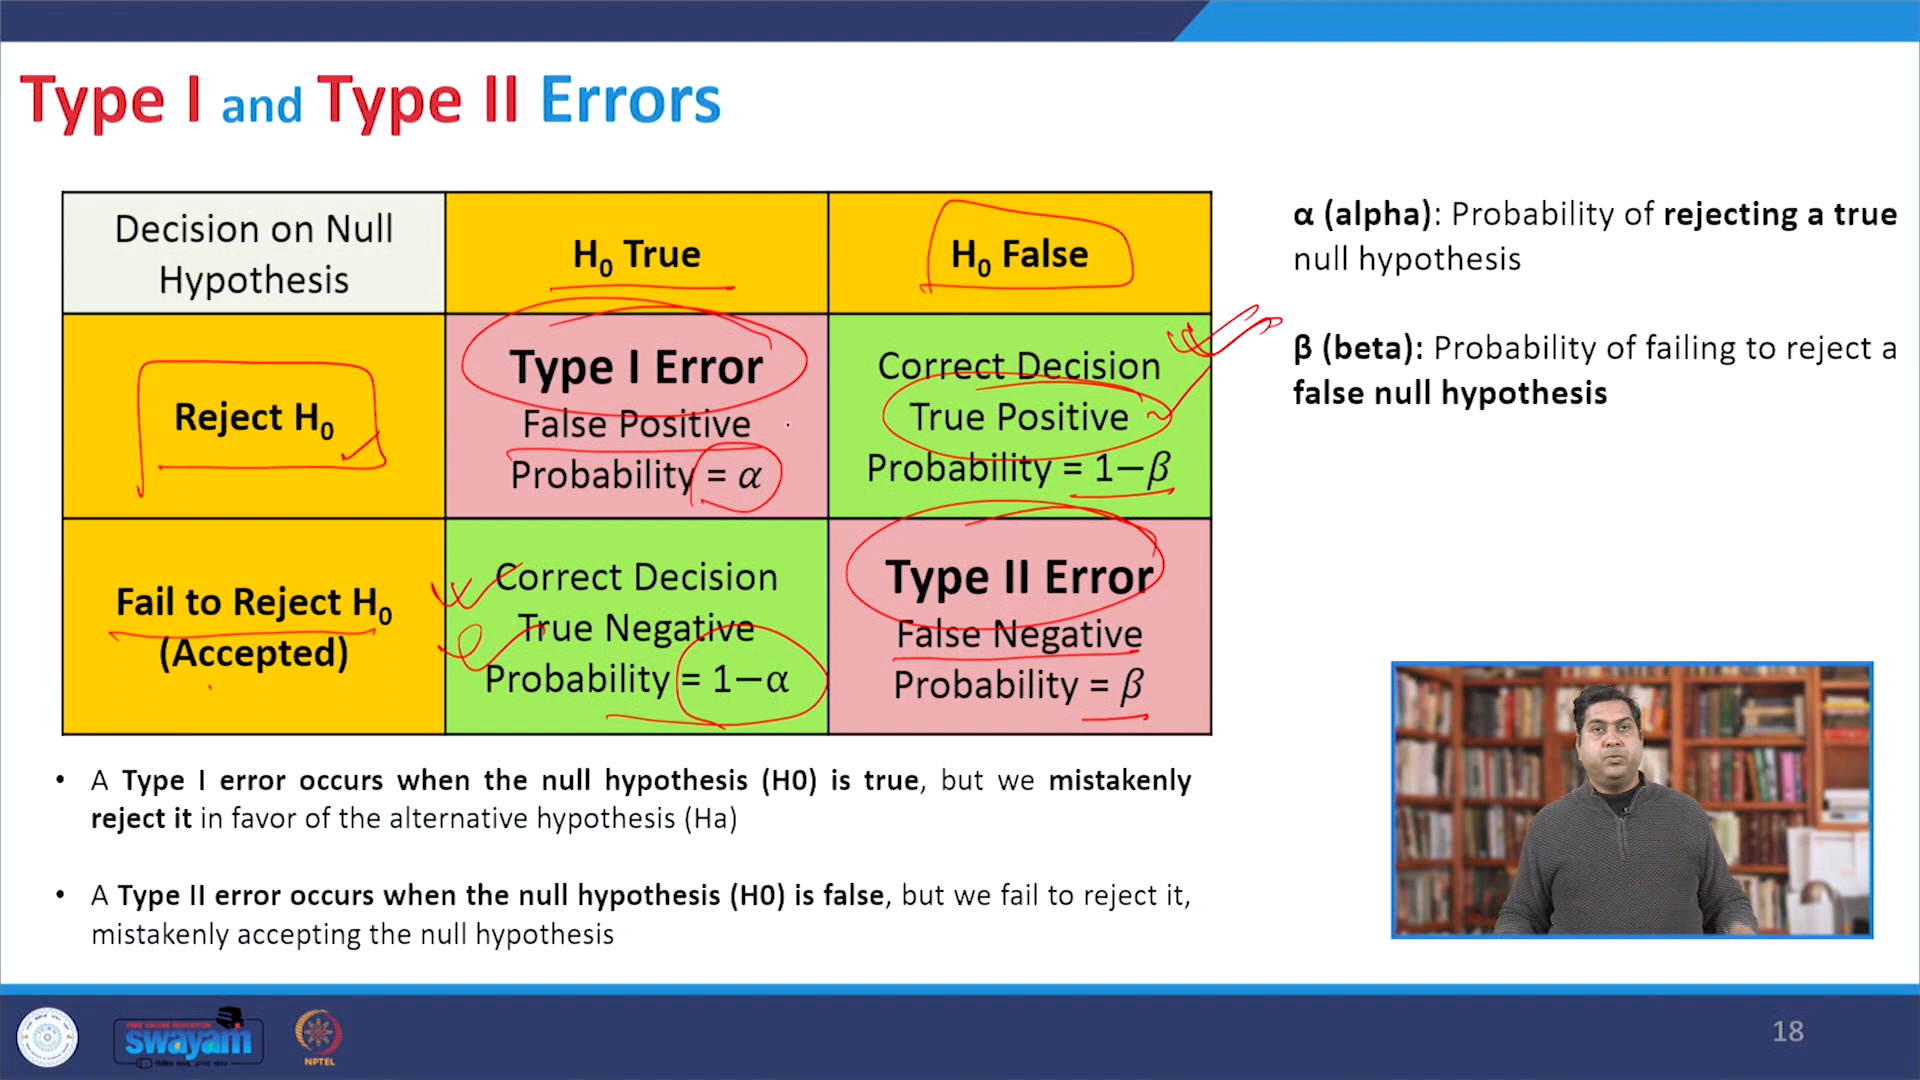 Type I and Type II Errors
Decision on Null
Hypothesis
H₀ True
H₀ False
Reject H₀
Type I Error
False Positive
Probability = α
Correct Decision
True Positive
Probability = 1−β
Fail to Reject H₀
(Accepted)
Correct Decision
True Negative
Probability = 1−α
Type II Error
False Negative
Probability = β
α (alpha): Probability of rejecting a true
null hypothesis
β (beta): Probability of failing to reject a
false null hypothesis
• A Type I error occurs when the null hypothesis (H0) is true, but we mistakenly
reject it in favor of the alternative hypothesis (Ha)
• A Type II error occurs when the null hypothesis (H0) is false, but we fail to reject it,
mistakenly accepting the null hypothesis
FREE ONLINE EDUCATION
swayam
NPTEL
18